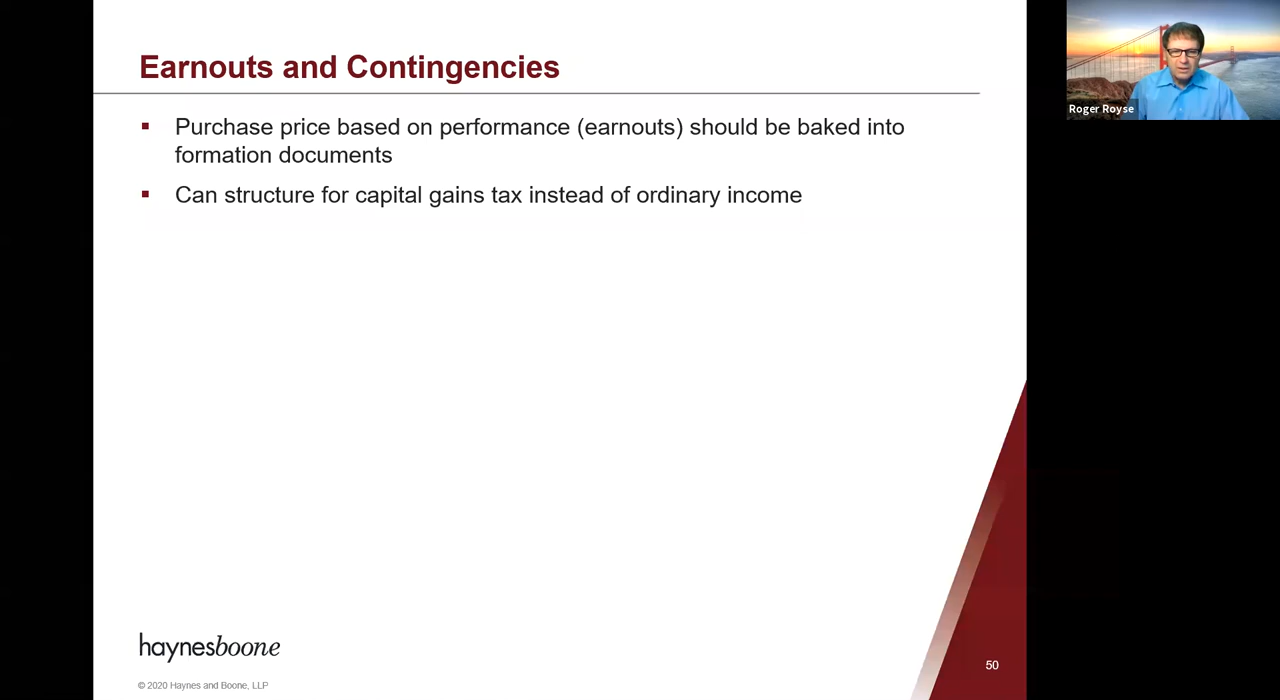 Earnouts and Contingencies
▪ Purchase price based on performance (earnouts) should be baked into
formation documents
▪ Can structure for capital gains tax instead of ordinary income
Roger Royse
haynesboone
© 2020 Haynes and Boone, LLP
50